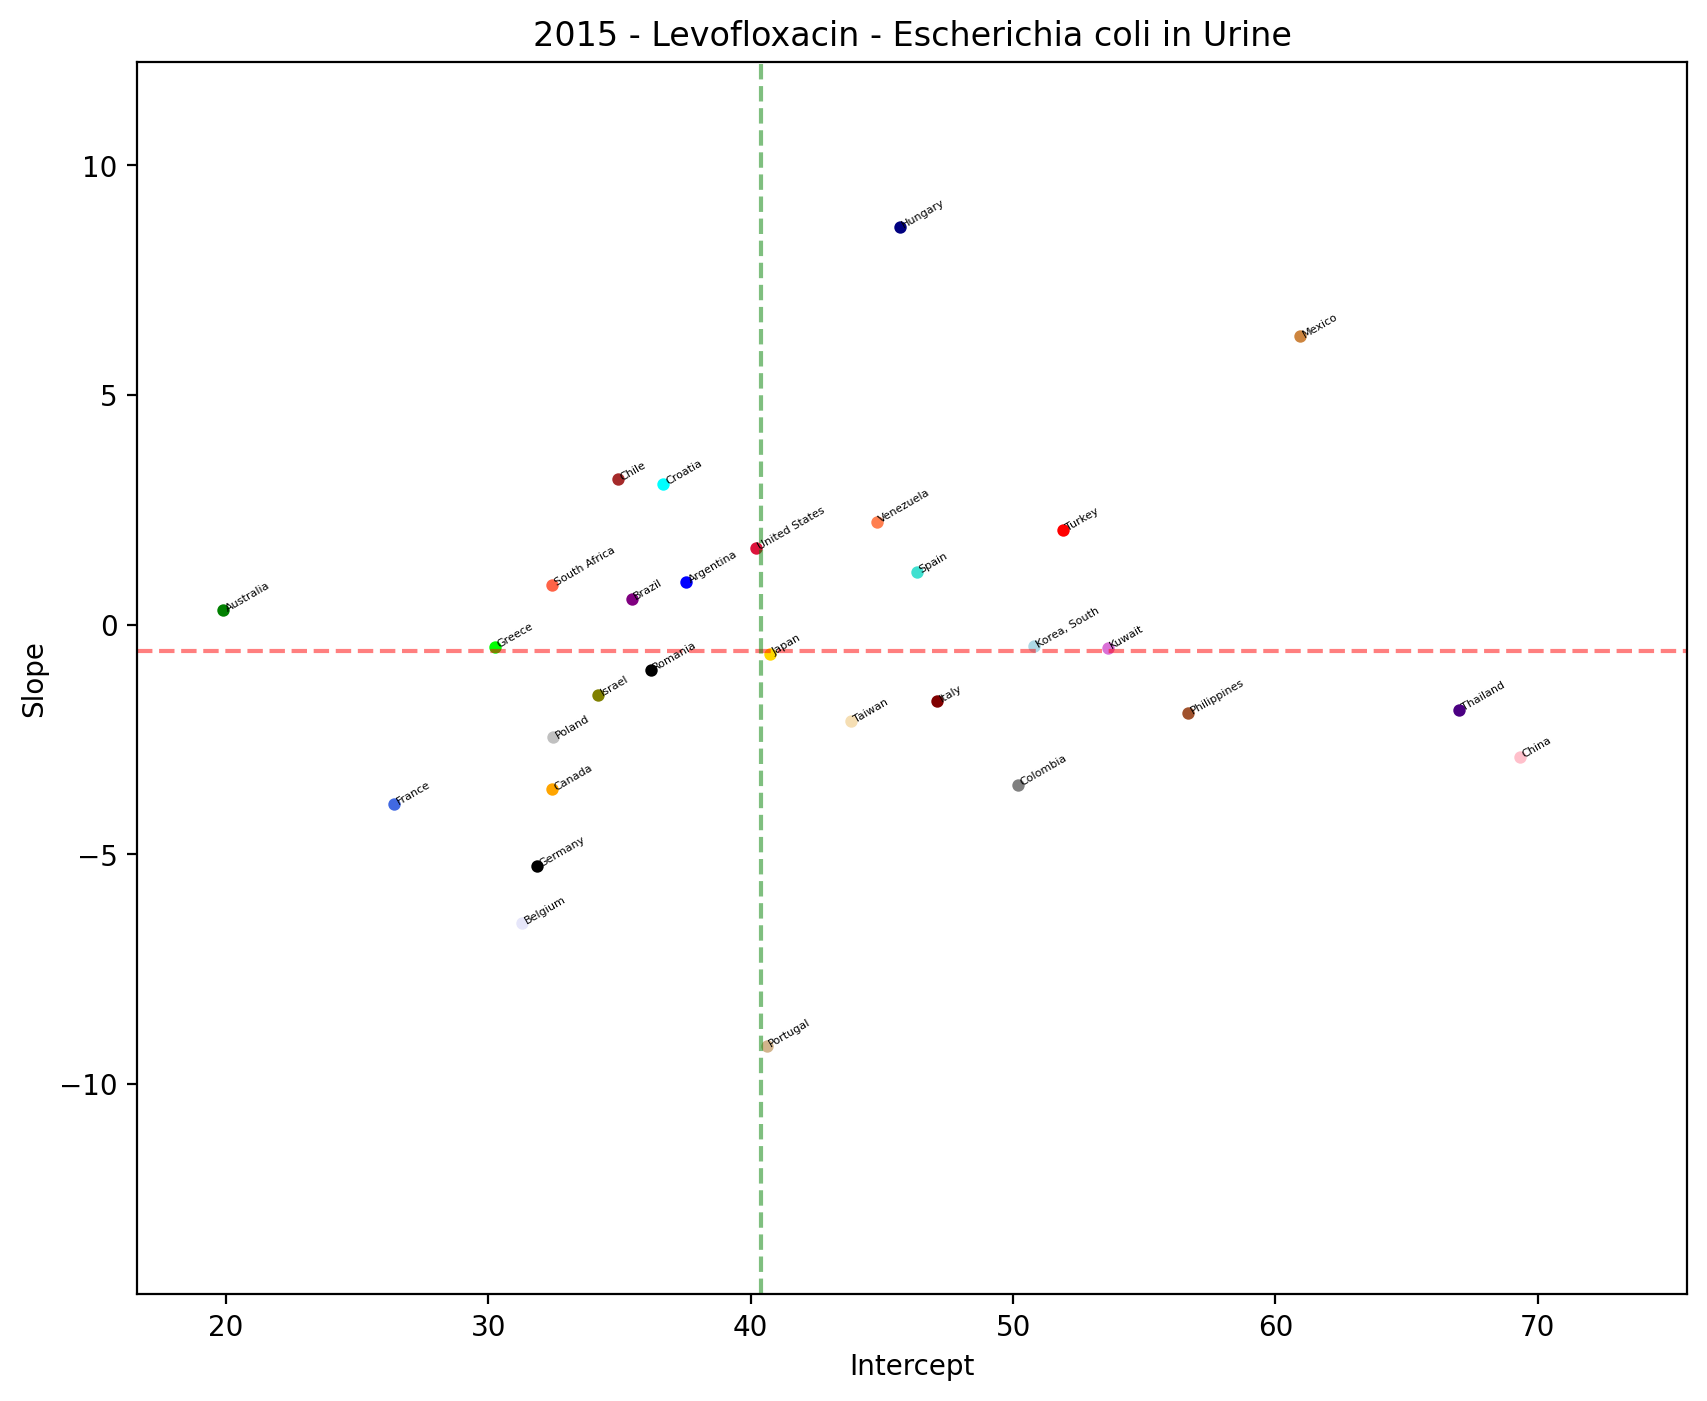 2015 - Levofloxacin - Escherichia coli in Urine
10
5
0
−5
−10
Slope
Hungary
Mexico
Chile
Croatia
Venezuela
Turkey
United States
Spain
South Africa
Argentina
Brazil
Australia
Greece
Korea, South
Kuwait
Japan
Romania
Israel
Italy
Taiwan
Philippines
Thailand
Poland
China
Colombia
Canada
France
Germany
Belgium
Portugal
20
30
40
50
60
70
Intercept